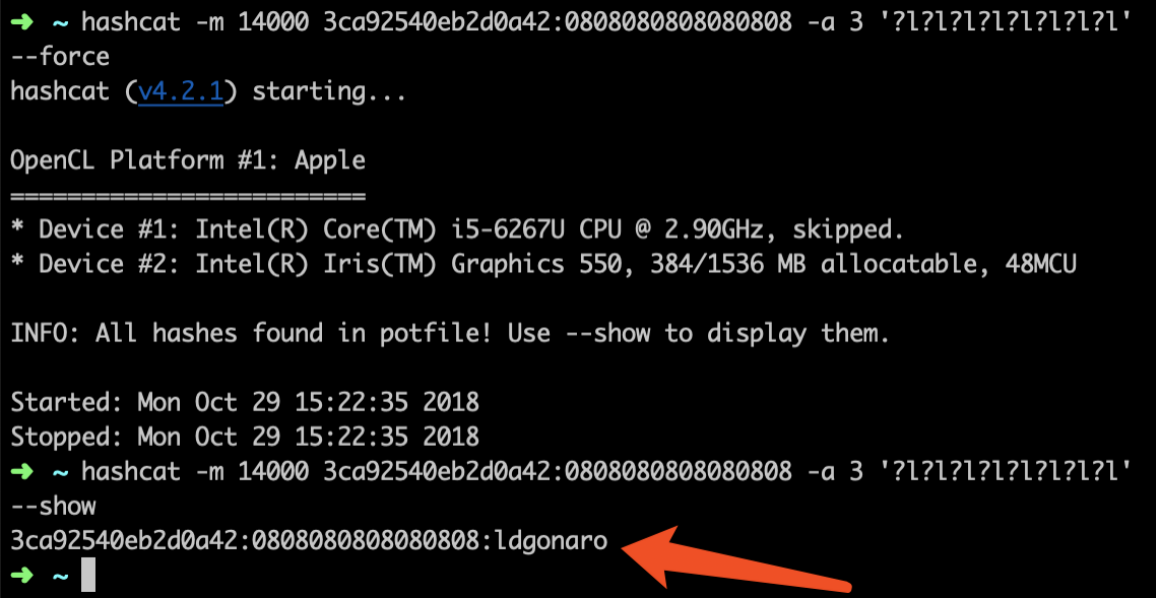 ➜ ~ hashcat -m 14000 3ca92540eb2d0a42:0808080808080808 -a 3 '?l?l?l?l?l?l?l?l'
--force
hashcat (v4.2.1) starting...
OpenCL Platform #1: Apple
=========================
* Device #1: Intel(R) Core(TM) i5-6267U CPU @ 2.90GHz, skipped.
* Device #2: Intel(R) Iris(TM) Graphics 550, 384/1536 MB allocatable, 48MCU
INFO: All hashes found in potfile! Use --show to display them.
Started: Mon Oct 29 15:22:35 2018
Stopped: Mon Oct 29 15:22:35 2018
➜ ~ hashcat -m 14000 3ca92540eb2d0a42:0808080808080808 -a 3 '?l?l?l?l?l?l?l?l'
--show
3ca92540eb2d0a42:0808080808080808:ldgonaro
➜ ~